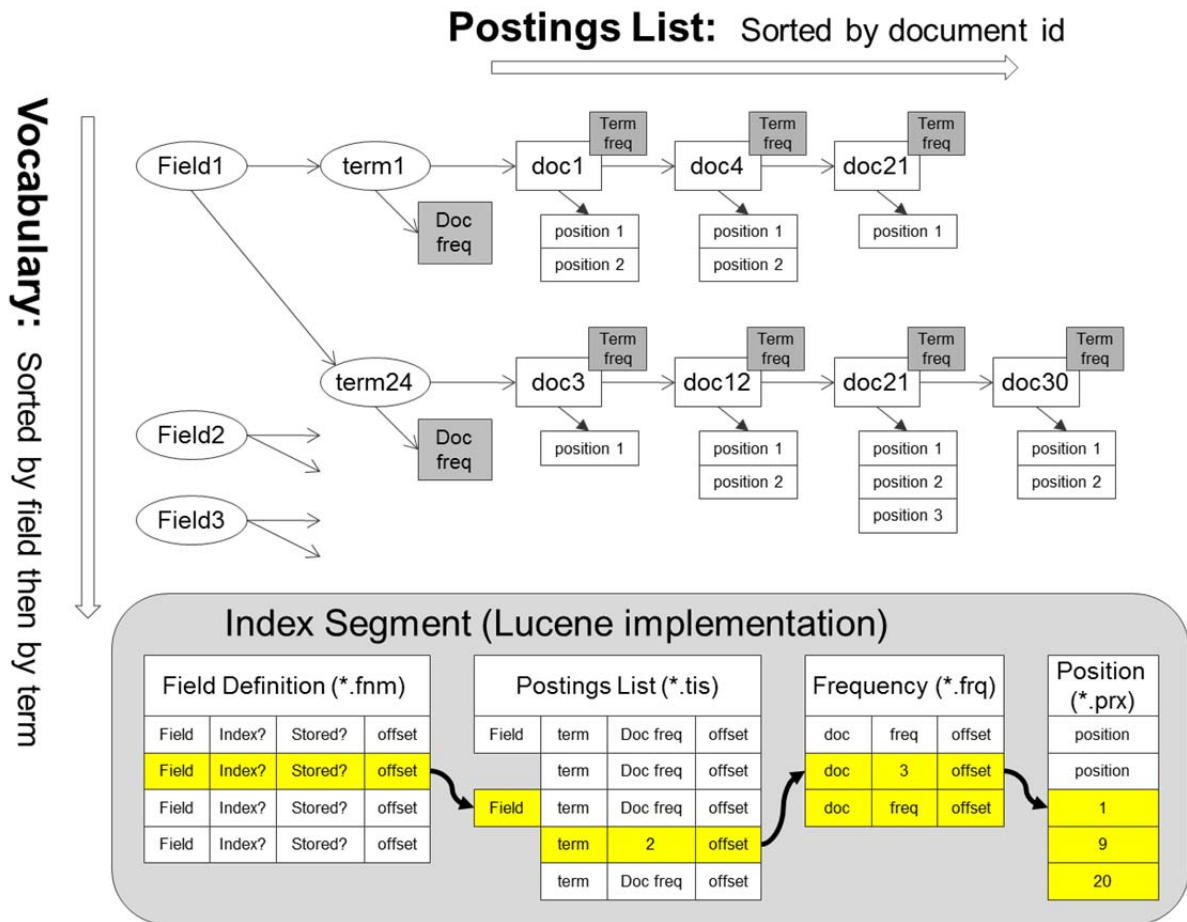 Postings List: Sorted by document id
Vocabulary: Sorted by field then by term
Term
freq
Term
freq
Term
freq
Field1
term1
doc1
doc4
doc21
Doc
freq
position 1
position 1
position 1
position 2
position 2
Term
freq
Term
freq
Term
freq
Term
freq
term24
doc3
doc12
doc21
doc30
Field2
Doc
freq
position 1
position 1
position 1
position 1
position 2
position 2
position 2
position 3
Field3
Index Segment (Lucene implementation)
Field Definition (*.fnm)
Field Index? Stored? offset
Field Index? Stored? offset
Field Index? Stored? offset
Field Index? Stored? offset
Postings List (*.tis)
Field term Doc freq offset
term Doc freq offset
Field term Doc freq offset
term 2 offset
term Doc freq offset
Frequency (*.frq)
doc freq offset
doc 3 offset
doc freq offset
Position
(*.prx)
position
position
1
9
20